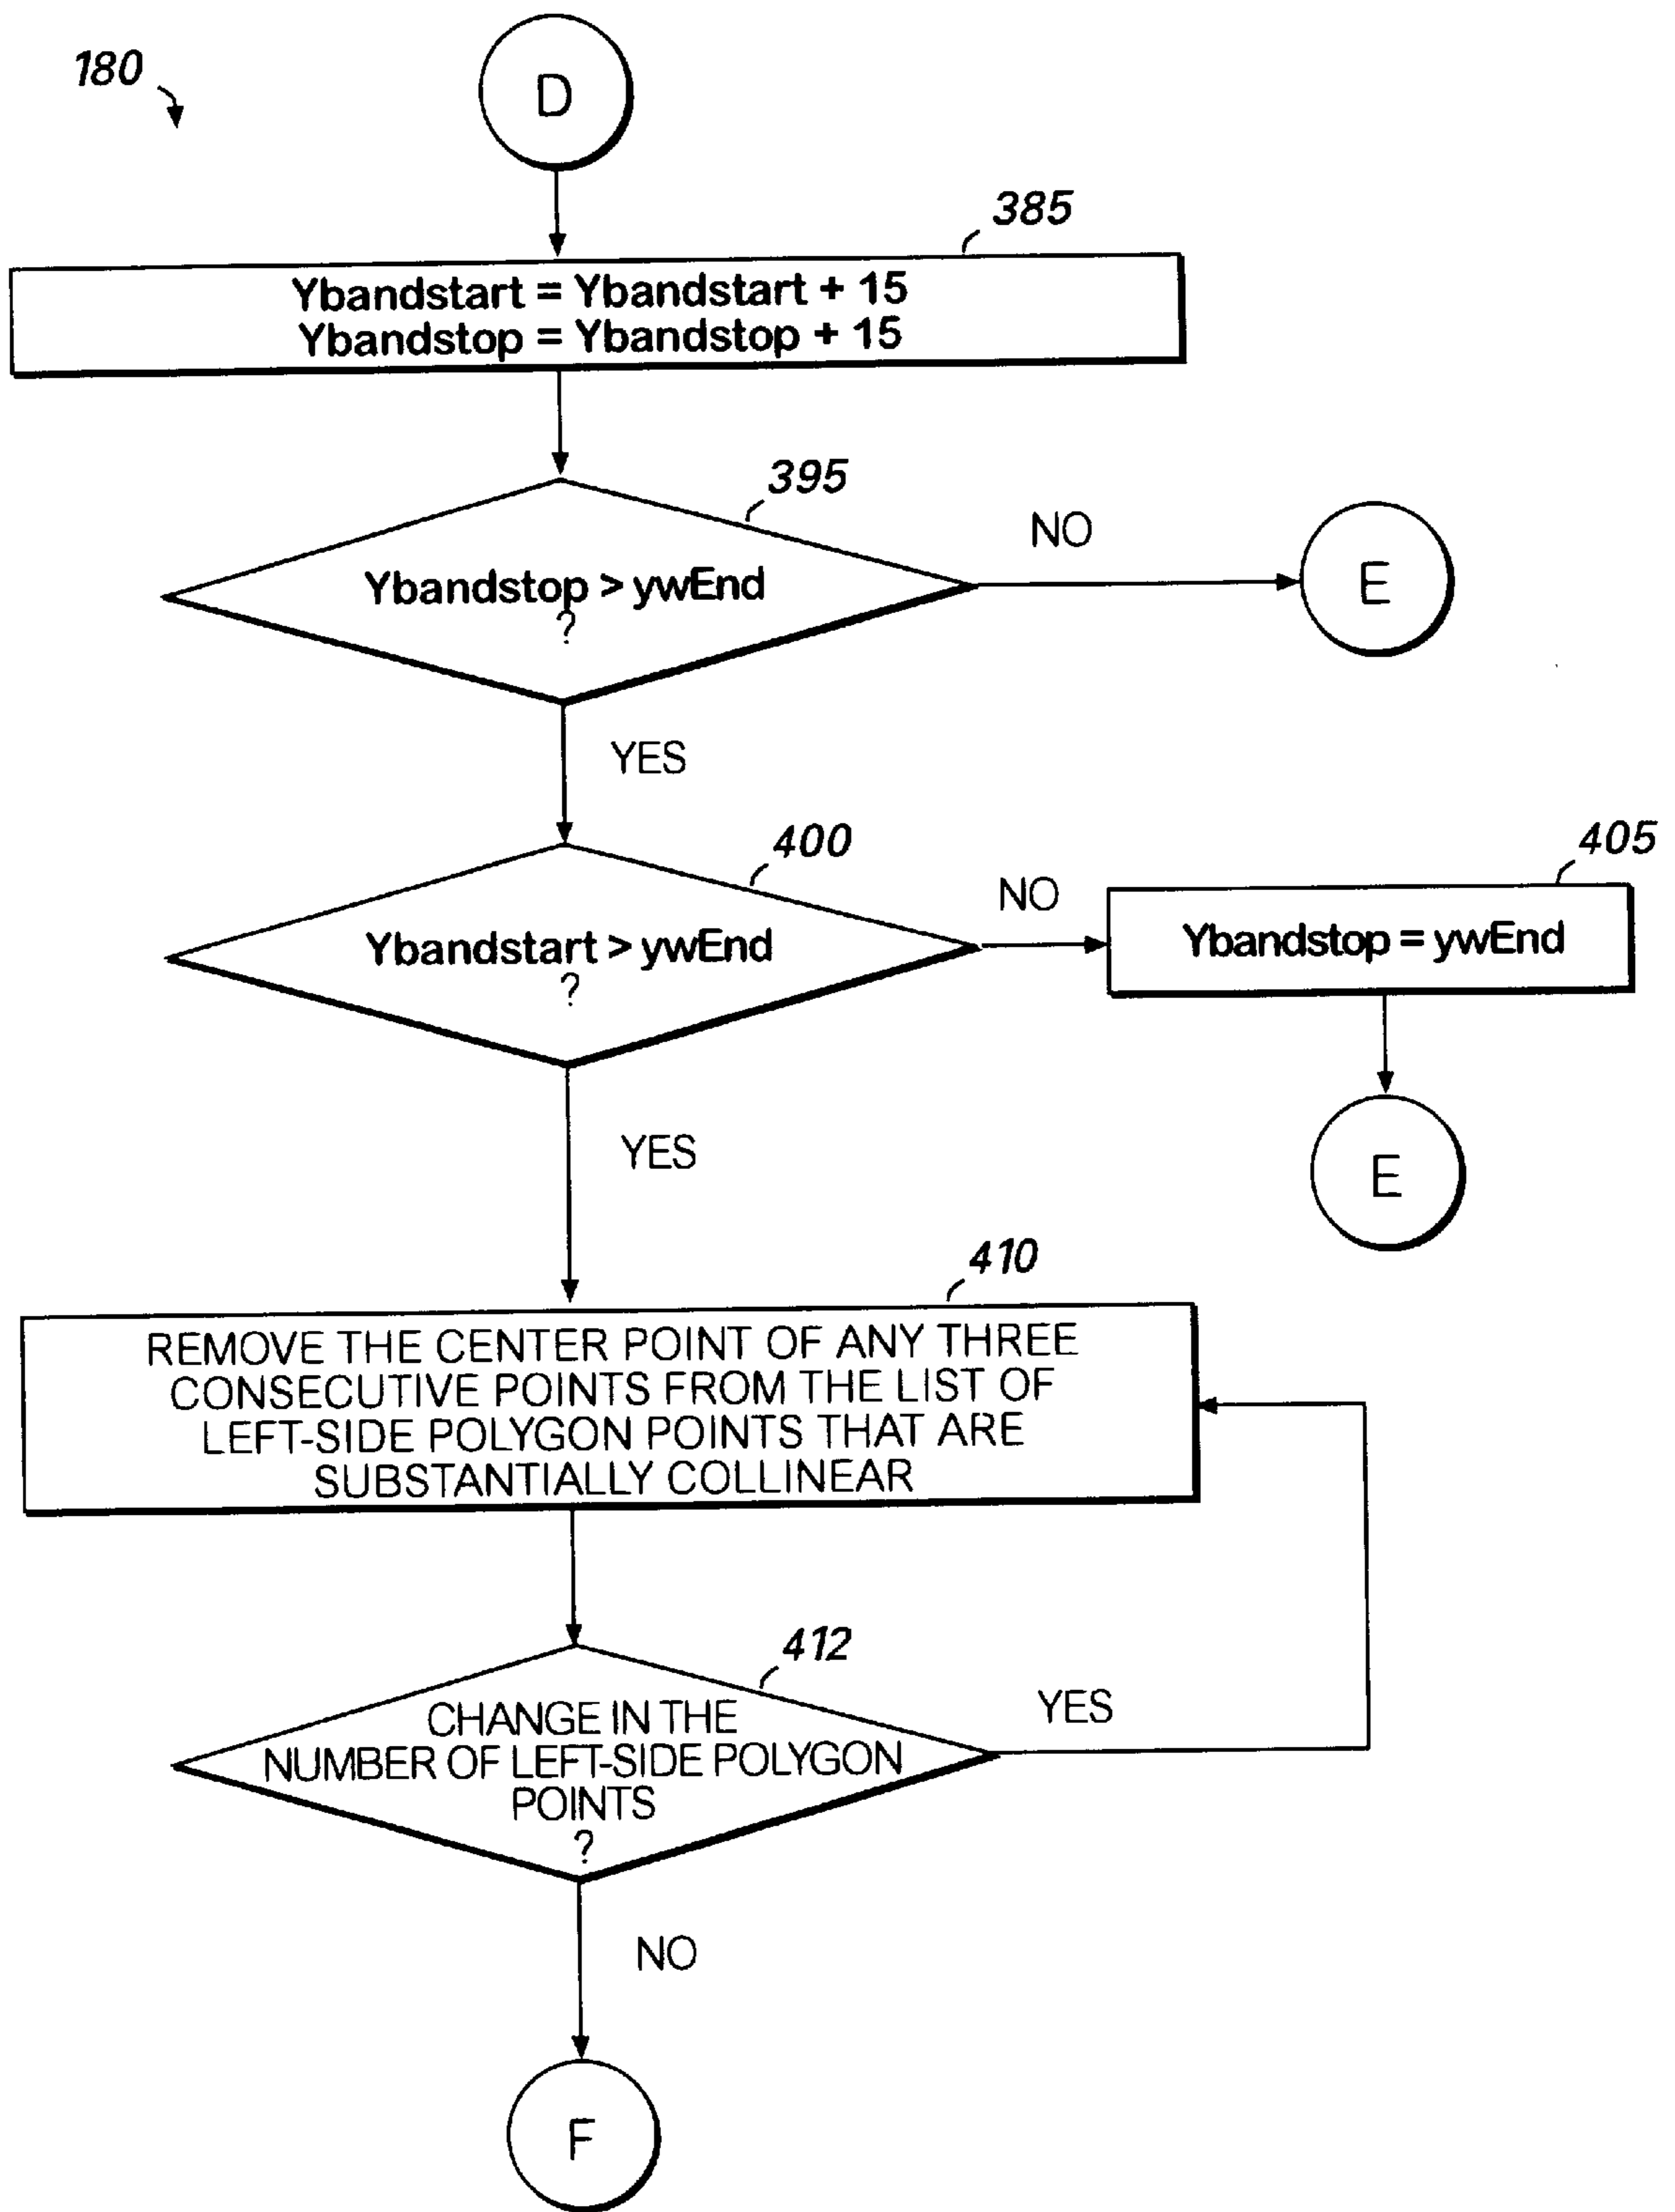 180
D
385
Ybandstart = Ybandstart + 15
Ybandstop = Ybandstop + 15
395
Ybandstop > ywEnd
?
NO
E
YES
400
Ybandstart > ywEnd
?
NO
405
Ybandstop = ywEnd
E
YES
410
REMOVE THE CENTER POINT OF ANY THREE
CONSECUTIVE POINTS FROM THE LIST OF
LEFT-SIDE POLYGON POINTS THAT ARE
SUBSTANTIALLY COLLINEAR
412
CHANGE IN THE
NUMBER OF LEFT-SIDE POLYGON
POINTS
?
YES
NO
F